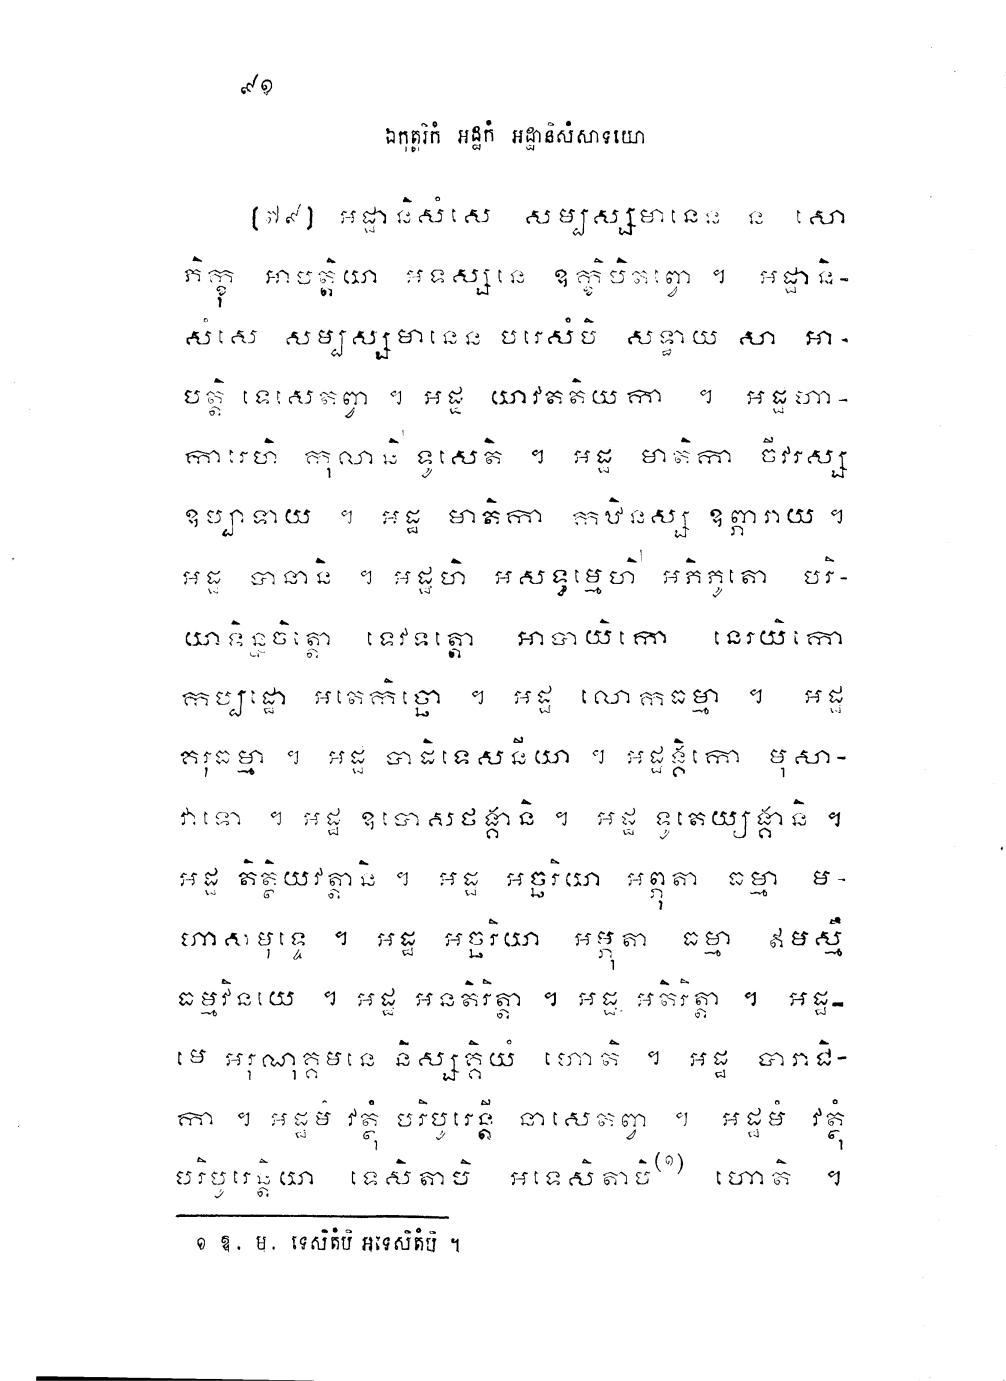 ៩១
ឯកុត្តរិកំ អដ្ឋកំ អដ្ឋានិសំសាទយោ
(៧៩) អដ្ឋានិសំសេ សម្បស្សមានេន ន សោ
ភិក្ខុ អាបត្តិយា អទស្សនេ ឧក្ខិបិតព្វោ ។ អដ្ឋានិ-
សំសេ សម្បស្សមានេន បរេសំបិ សទ្ធាយ សា អា-
បត្តិ ទេសេតព្វា ។ អដ្ឋ យាវតតិយកា ។ អដ្ឋហា-
ការេហិ កុលានិ ទូសេតិ ។ អដ្ឋ មាតិកា ចីវរស្ស
ឧប្បាទាយ ។ អដ្ឋ មាតិកា កឋិនស្ស ឧព្ភារាយ ។
អដ្ឋ បានានិ ។ អដ្ឋហិ អសទ្ធម្មេហិ អភិភូតោ បរិ-
យាទិន្នចិត្តោ ទេវទត្តោ អាបាយិកោ នេរយិកោ
កប្បដ្ឋោ អតេកិច្ឆោ ។ អដ្ឋ លោកធម្មា ។ អដ្ឋ
គរុធម្មា ។ អដ្ឋ បាដិទេសនីយា ។ អដ្ឋង្គិកោ មុសា-
វាទោ ។ អដ្ឋ ឧបោសថង្គានិ ។ អដ្ឋ ទូតេយ្យង្គានិ ។
អដ្ឋ តិត្ថិយវត្តានិ ។ អដ្ឋ អច្ឆរិយា អព្ភុតា ធម្មា ម-
ហាសមុទ្ទេ ។ អដ្ឋ អច្ឆរិយា អព្ភុតា ធម្មា ឥមស្មឹ
ធម្មវិនយេ ។ អដ្ឋ អនតិរិត្តា ។ អដ្ឋ អតិរិត្តា ។ អដ្ឋ-
មេ អរុណុគ្គមនេ និស្សគ្គិយំ ហោតិ ។ អដ្ឋ បារាជិ-
កា ។ អដ្ឋមំ វត្ថុំ បរិបូរេន្តី នាសេតព្វា ។ អដ្ឋមំ វត្ថុំ
បរិបូរេន្តិយា ទេសិតាបិ អទេសិតាបិ(១) ហោតិ ។
១ ឱ. ម. ទេសិតំបិ អទេសិតំបិ ។